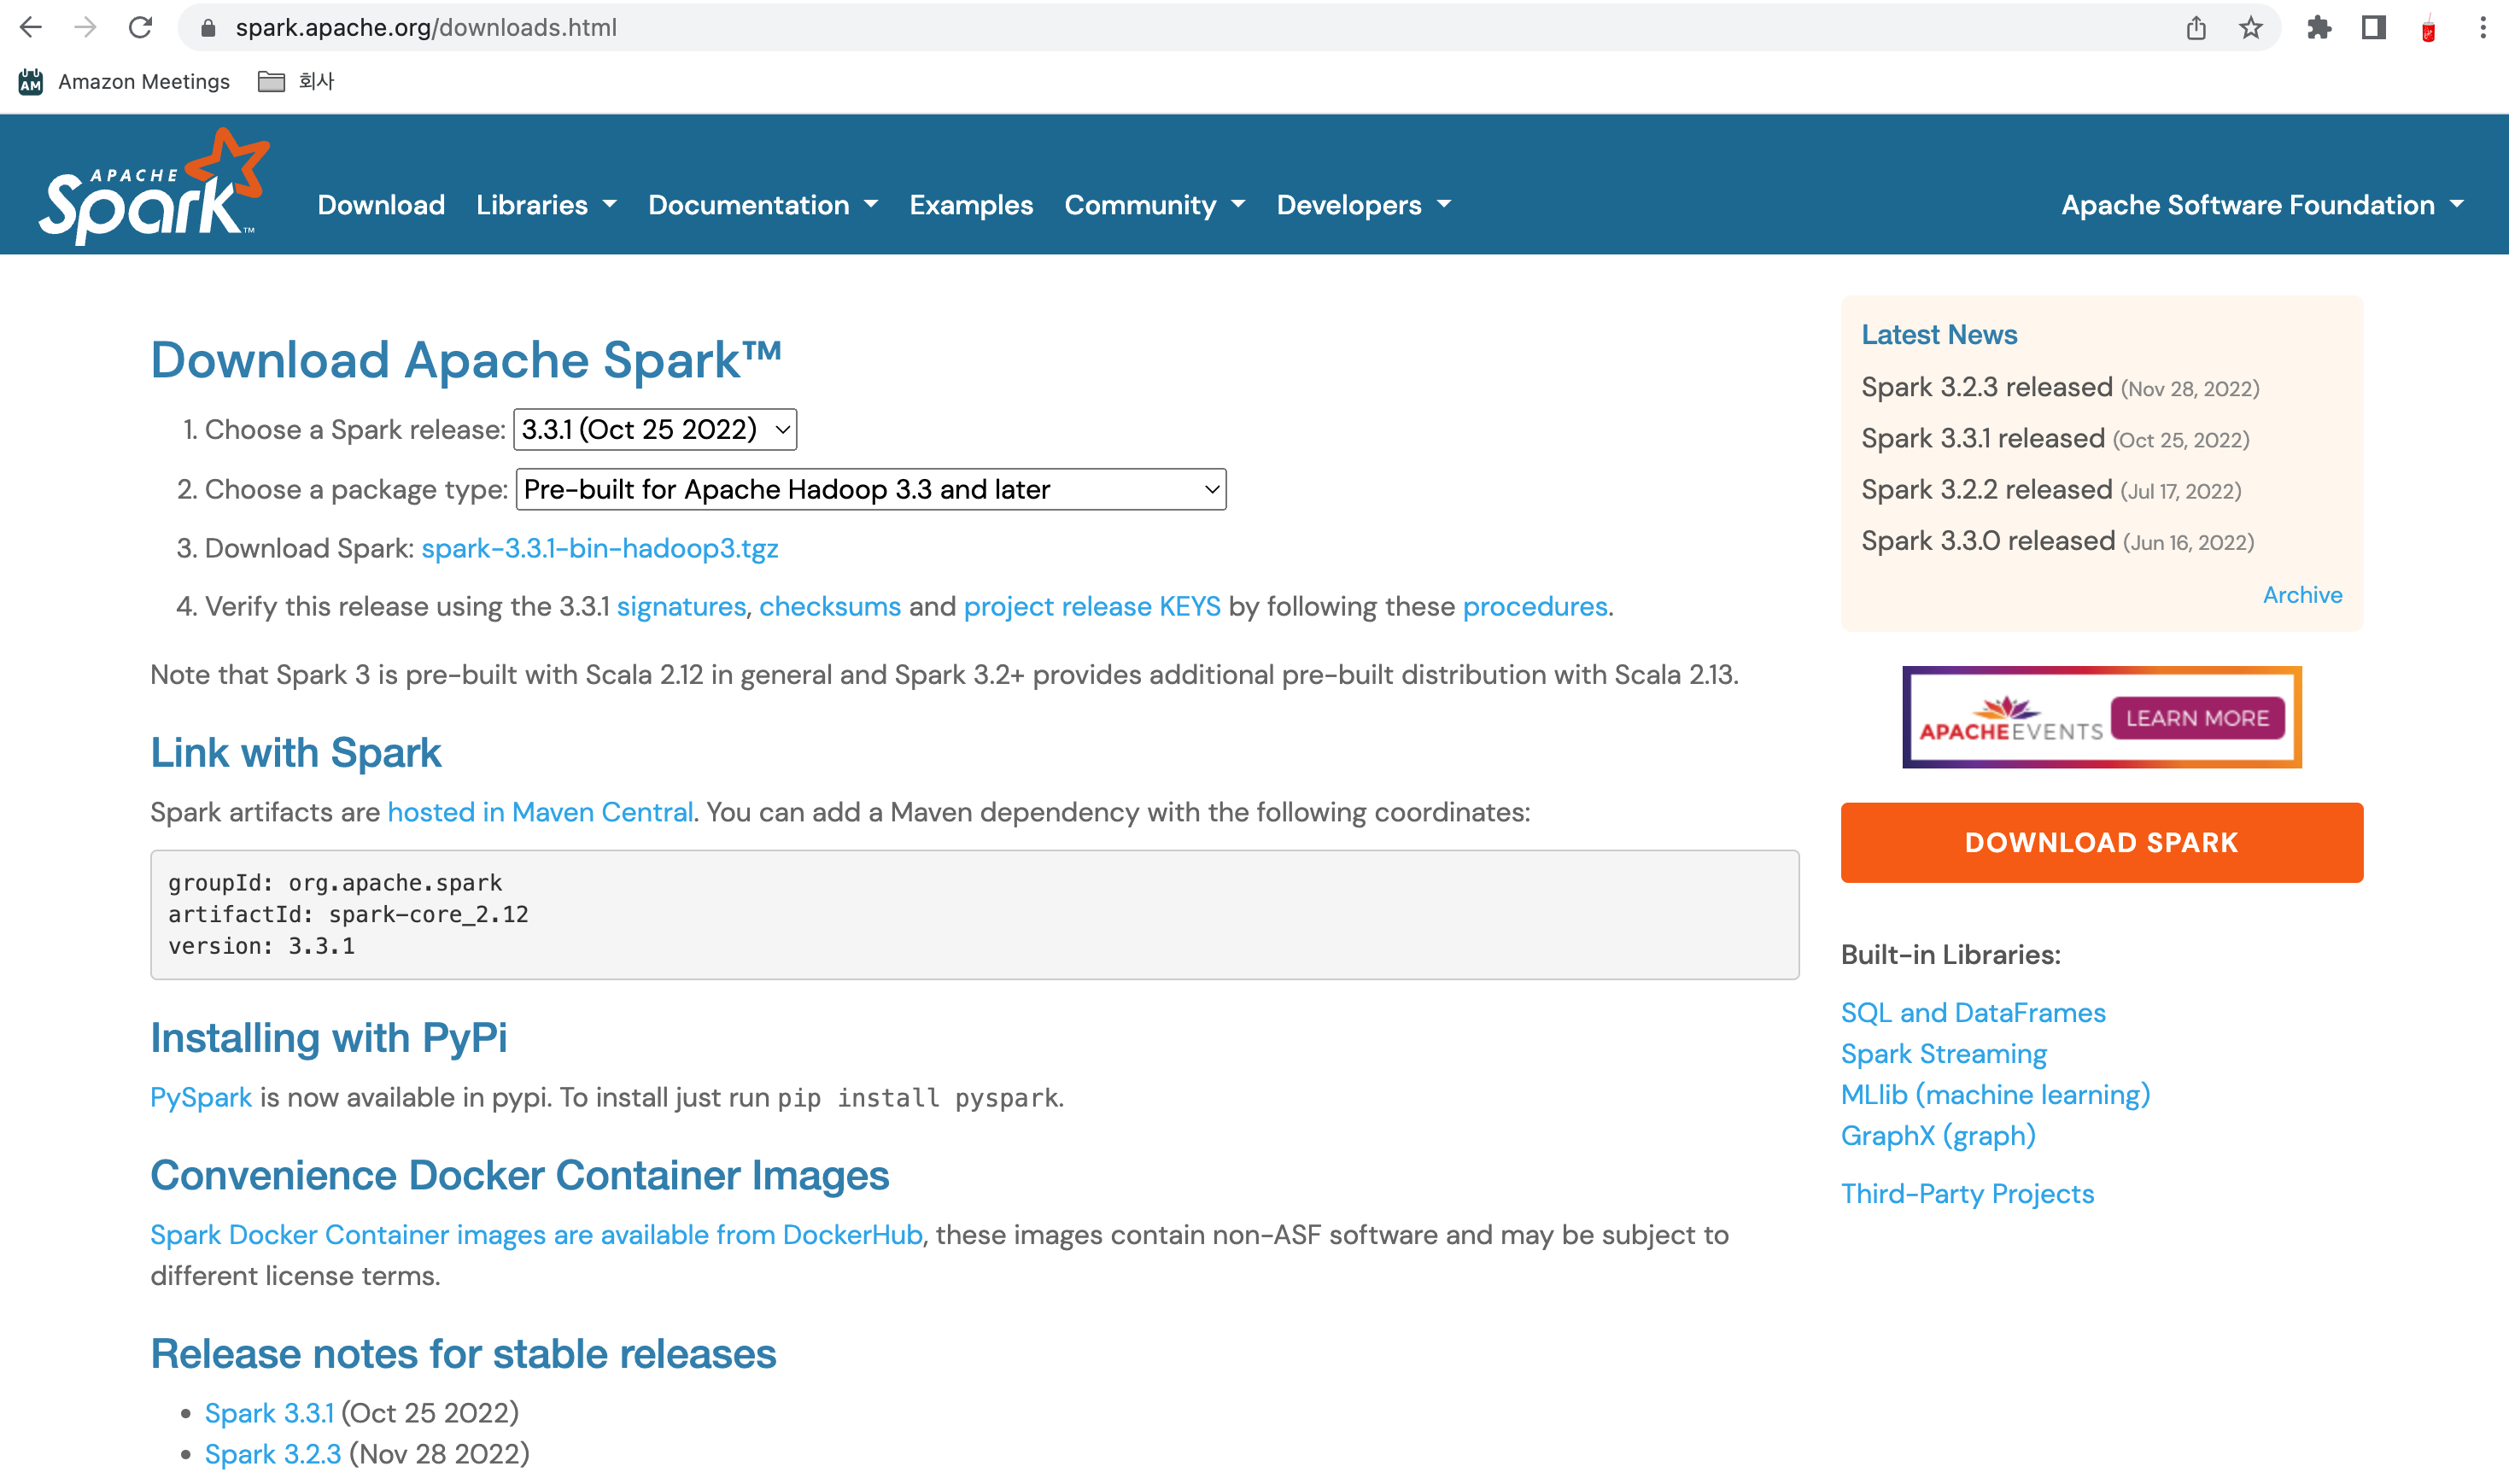 spark.apache.org/downloads.html
AM Amazon Meetings 회사
APACHE
Spark™
Download Libraries Documentation Examples Community Developers Apache Software Foundation
Download Apache Spark™
1. Choose a Spark release: 3.3.1 (Oct 25 2022)
2. Choose a package type: Pre-built for Apache Hadoop 3.3 and later
3. Download Spark: spark-3.3.1-bin-hadoop3.tgz
4. Verify this release using the 3.3.1 signatures, checksums and project release KEYS by following these procedures.
Note that Spark 3 is pre-built with Scala 2.12 in general and Spark 3.2+ provides additional pre-built distribution with Scala 2.13.
Link with Spark
Spark artifacts are hosted in Maven Central. You can add a Maven dependency with the following coordinates:
groupId: org.apache.spark
artifactId: spark-core_2.12
version: 3.3.1
Installing with PyPi
PySpark is now available in pypi. To install just run pip install pyspark.
Convenience Docker Container Images
Spark Docker Container images are available from DockerHub, these images contain non-ASF software and may be subject to
different license terms.
Release notes for stable releases
• Spark 3.3.1 (Oct 25 2022)
• Spark 3.2.3 (Nov 28 2022)
Latest News
Spark 3.2.3 released (Nov 28, 2022)
Spark 3.3.1 released (Oct 25, 2022)
Spark 3.2.2 released (Jul 17, 2022)
Spark 3.3.0 released (Jun 16, 2022)
Archive
APACHEEVENTS LEARN MORE
DOWNLOAD SPARK
Built-in Libraries:
SQL and DataFrames
Spark Streaming
MLlib (machine learning)
GraphX (graph)
Third-Party Projects